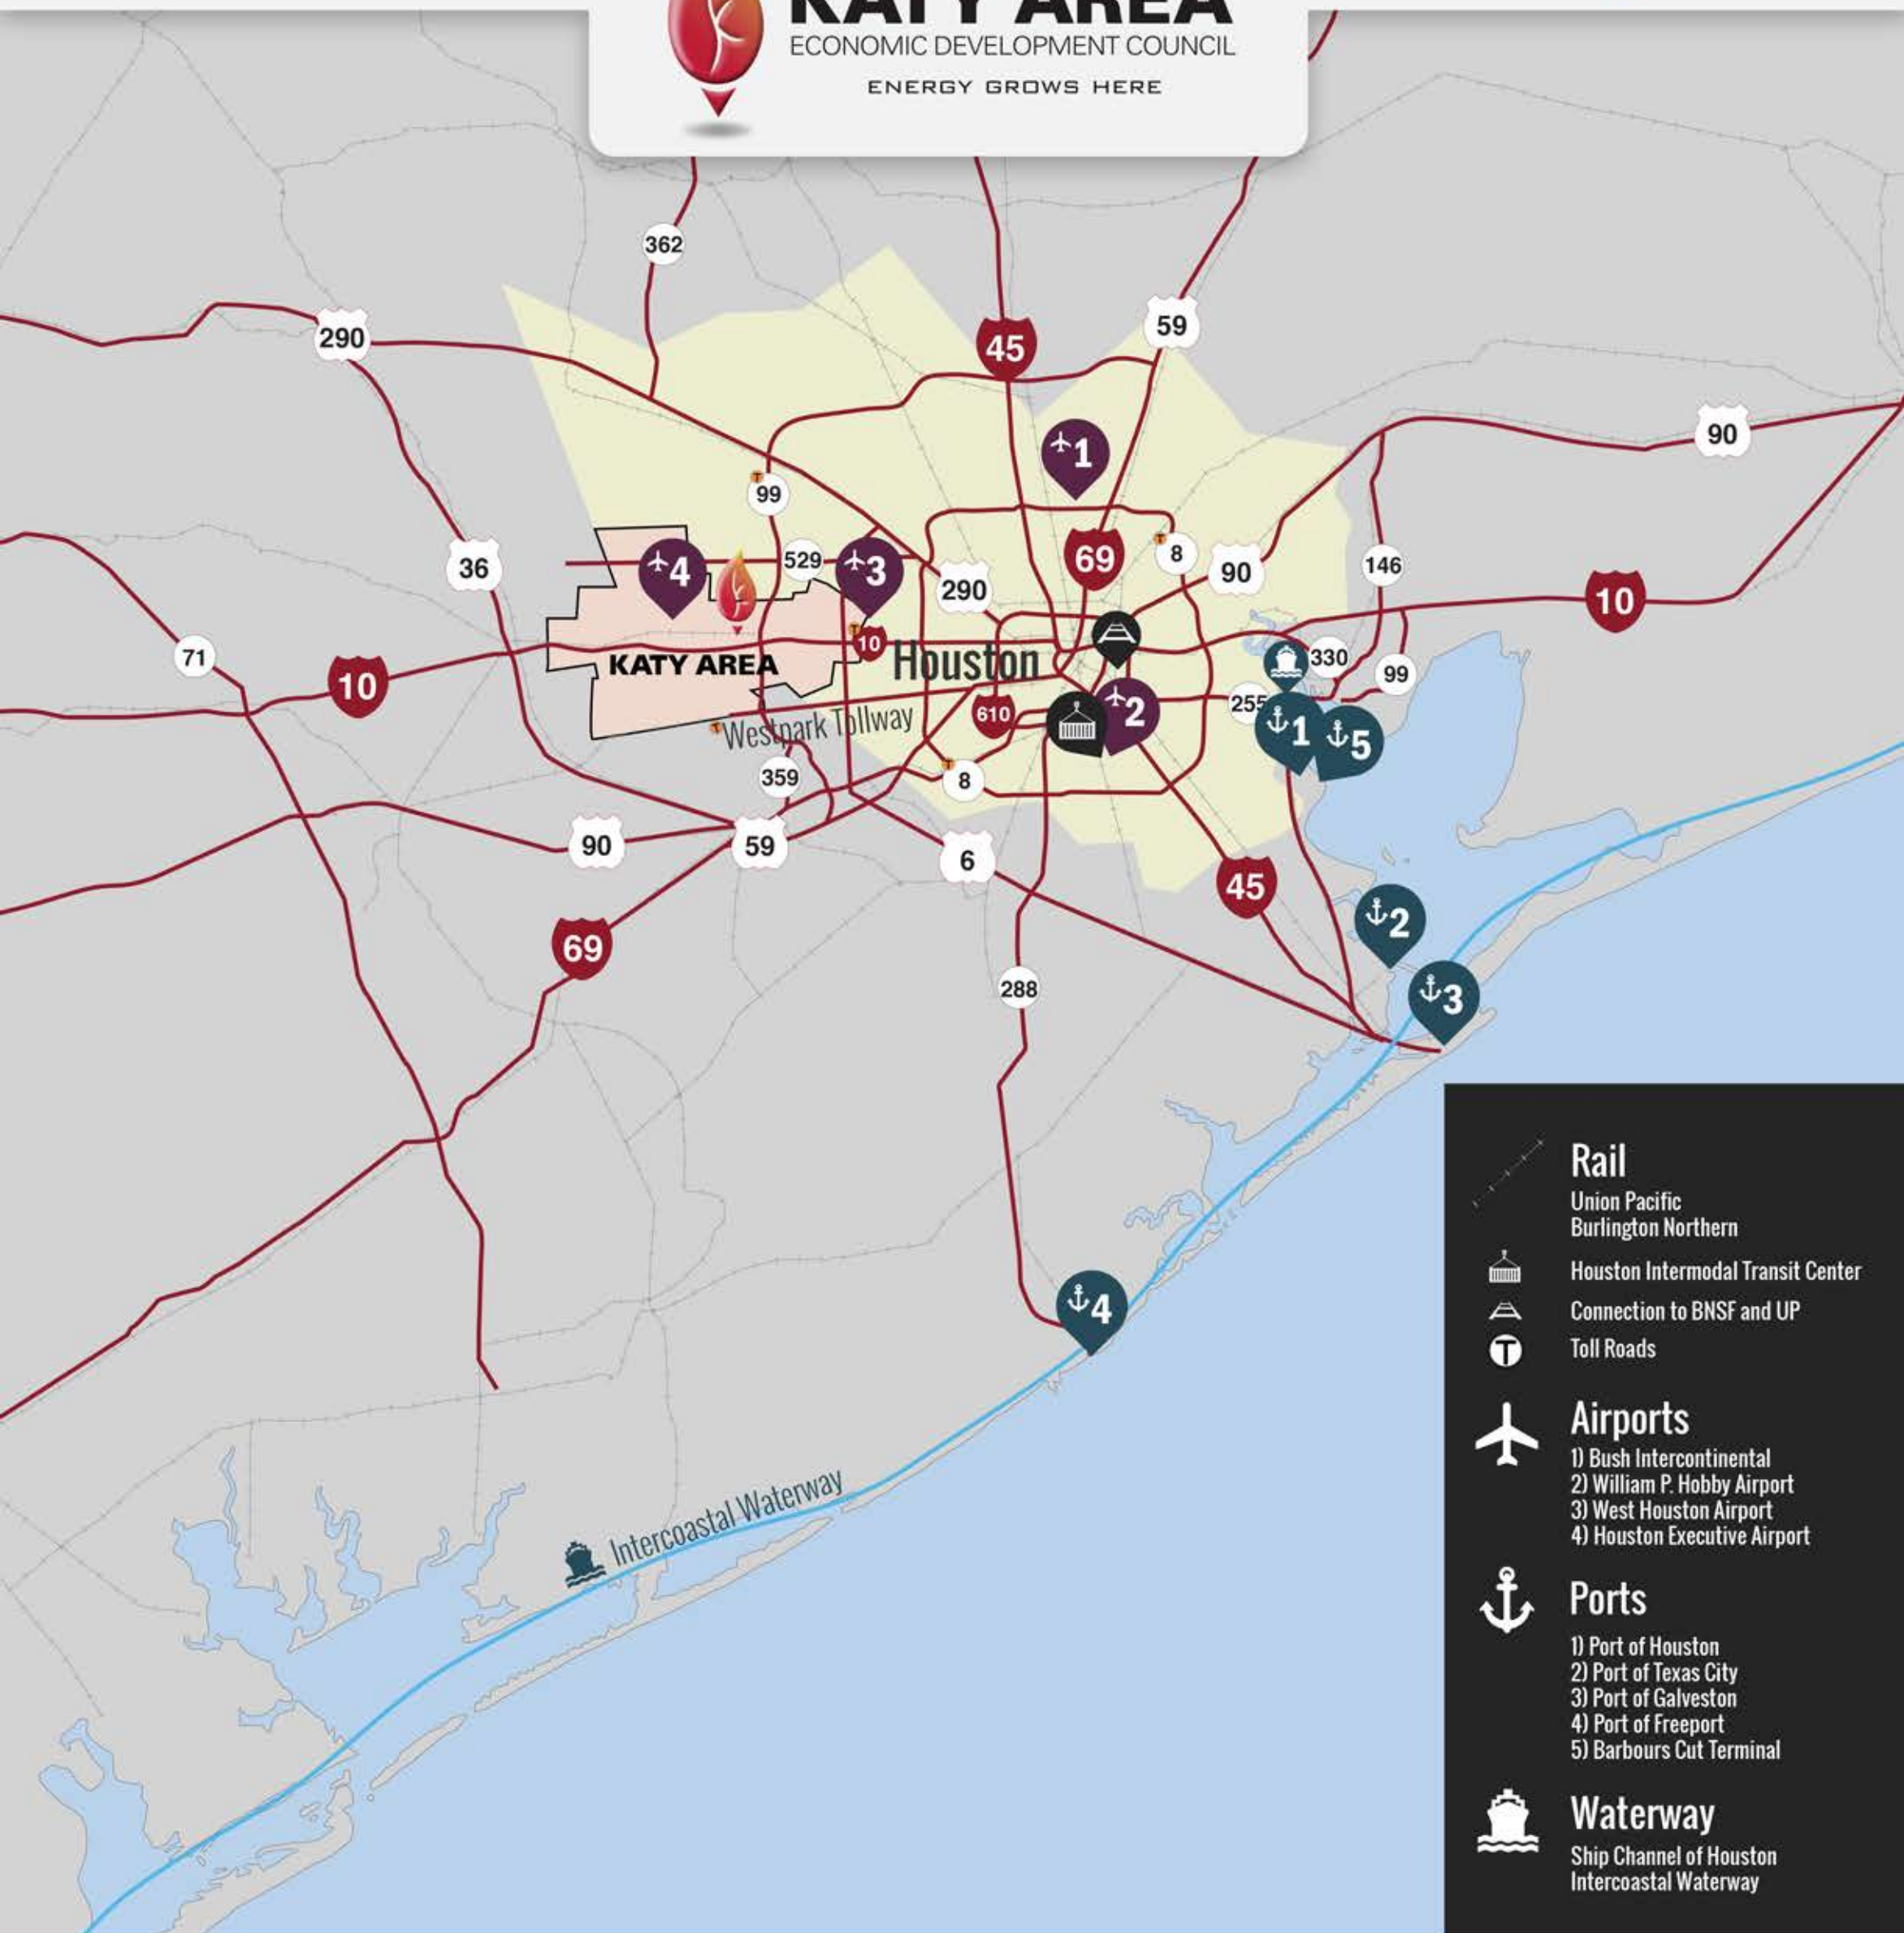 KATY AREA
ECONOMIC DEVELOPMENT COUNCIL
ENERGY GROWS HERE
362
290
45
59
90
1
T
99
36
4
529
3
290
69
T
8
90
146
10
71
10
KATY AREA
T
10
Houston
330
99
T
Westpark Tollway
610
2
255
1
5
359
T
8
90
59
6
45
69
2
288
3
4
Intercoastal Waterway
Rail
Union Pacific
Burlington Northern
Houston Intermodal Transit Center
Connection to BNSF and UP
T
Toll Roads
Airports
1) Bush Intercontinental
2) William P. Hobby Airport
3) West Houston Airport
4) Houston Executive Airport
Ports
1) Port of Houston
2) Port of Texas City
3) Port of Galveston
4) Port of Freeport
5) Barbours Cut Terminal
Waterway
Ship Channel of Houston
Intercoastal Waterway